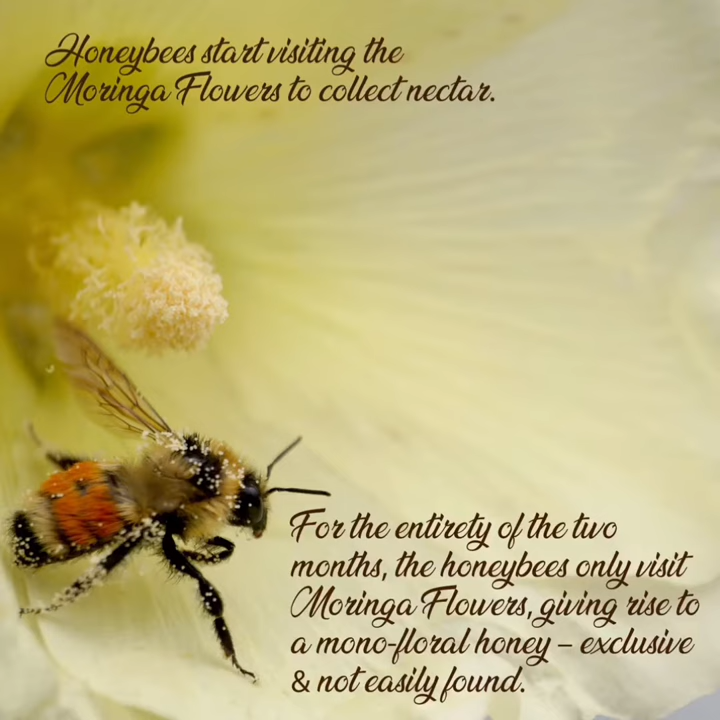 Honeybees start visiting the
Moringa Flowers to collect nectar.
For the entirety of the two
months, the honeybees only visit
Moringa Flowers, giving rise to
a mono-floral honey – exclusive
& not easily found.